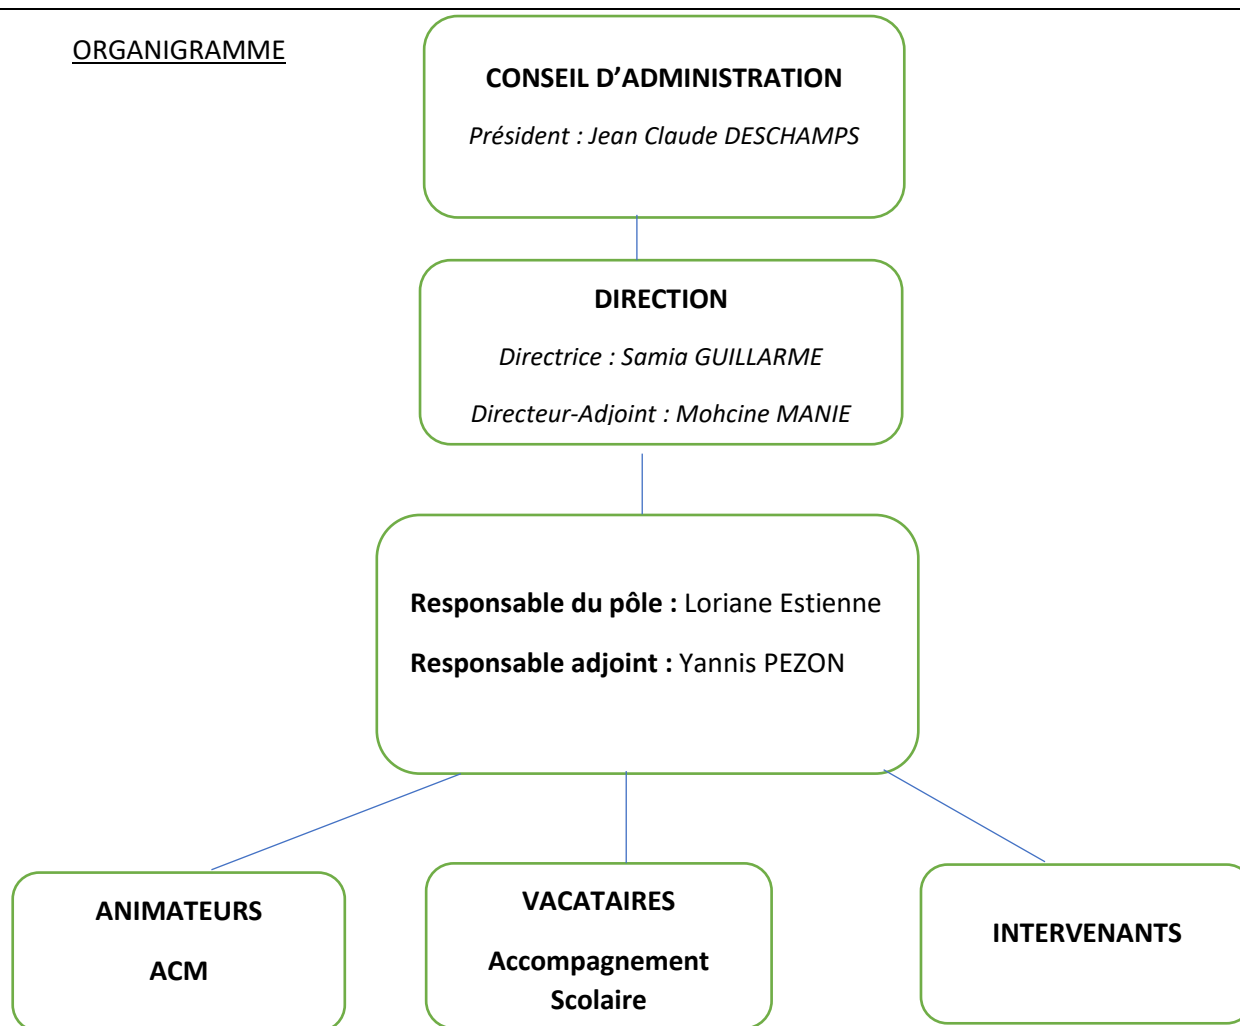 ORGANIGRAMME
CONSEIL D’ADMINISTRATION
Président : Jean Claude DESCHAMPS
DIRECTION
Directrice : Samia GUILLARME
Directeur-Adjoint : Mohcine MANIE
Responsable du pôle : Loriane Estienne
Responsable adjoint : Yannis PEZON
ANIMATEURS
ACM
VACATAIRES
Accompagnement
Scolaire
INTERVENANTS